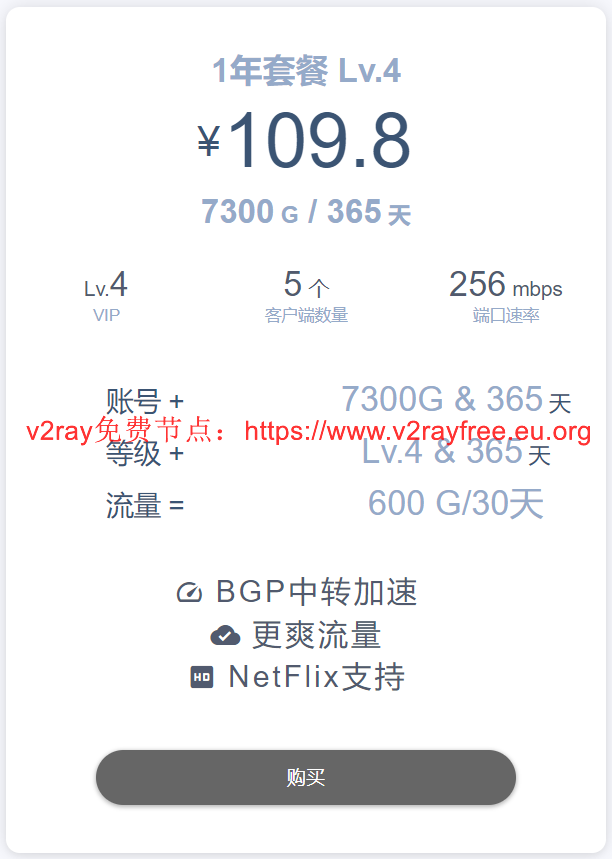 1年套餐 Lv.4
¥109.8
7300 G / 365 天
Lv.4 5 个 256 mbps
VIP 客户端数量 端口速率
账号 + 7300G & 365 天
v2ray免费节点：https://www.v2rayfree.eu.org
等级 + Lv.4 & 365 天
流量 = 600 G/30天
BGP中转加速
更爽流量
HD NetFlix支持
购买